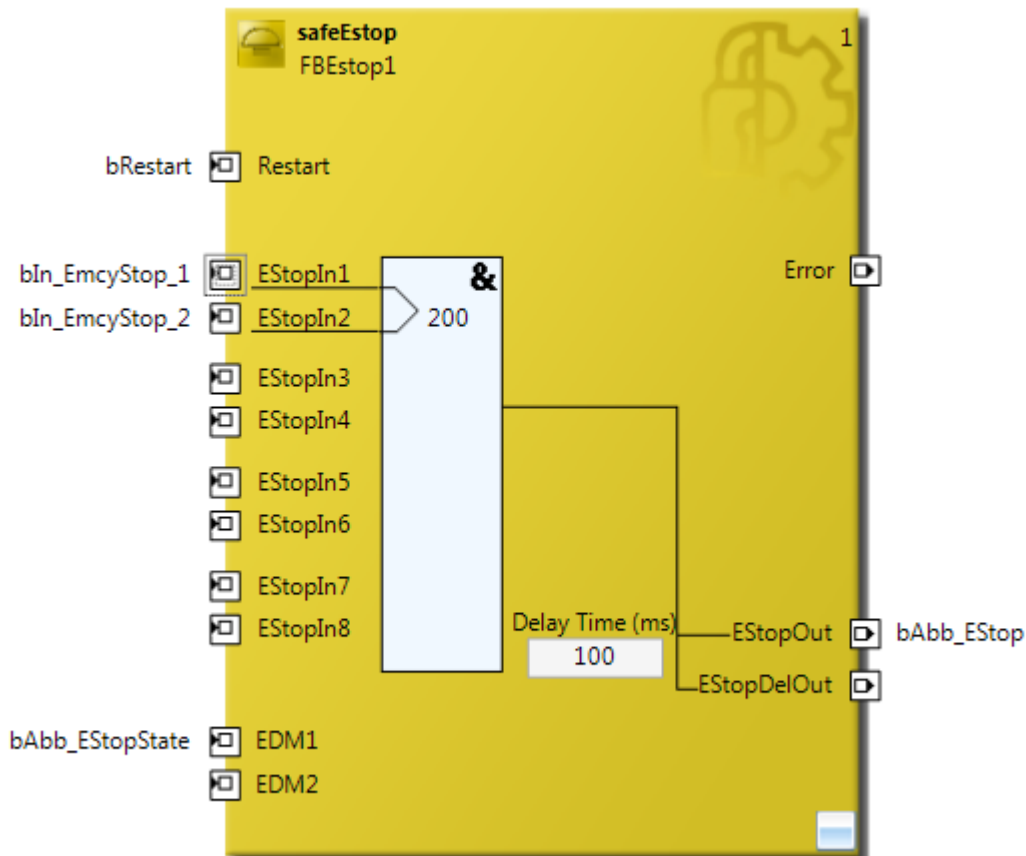 safeEstop
1
FBEstop1
bRestart Restart
bIn_EmcyStop_1 EStopIn1 & Error
bIn_EmcyStop_2 EStopIn2 200
EStopIn3
EStopIn4
EStopIn5
EStopIn6
EStopIn7
EStopIn8 Delay Time (ms) EStopOut bAbb_EStop
100
EStopDelOut
bAbb_EStopState EDM1
EDM2